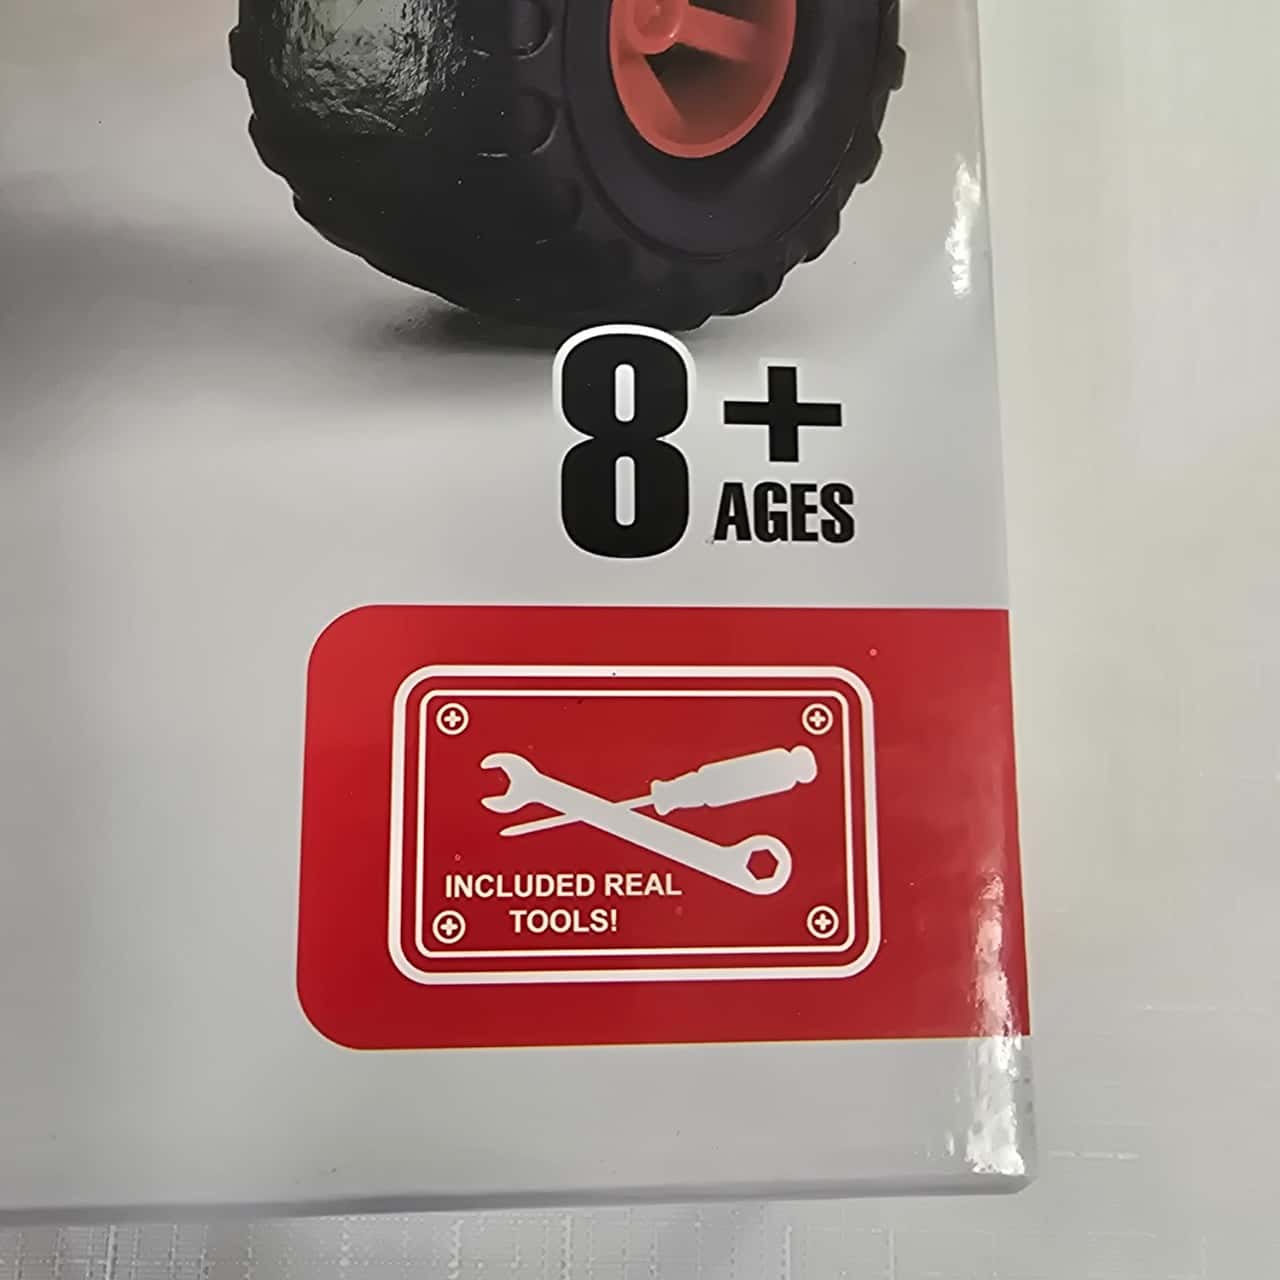 8+
AGES
INCLUDED REAL
TOOLS!